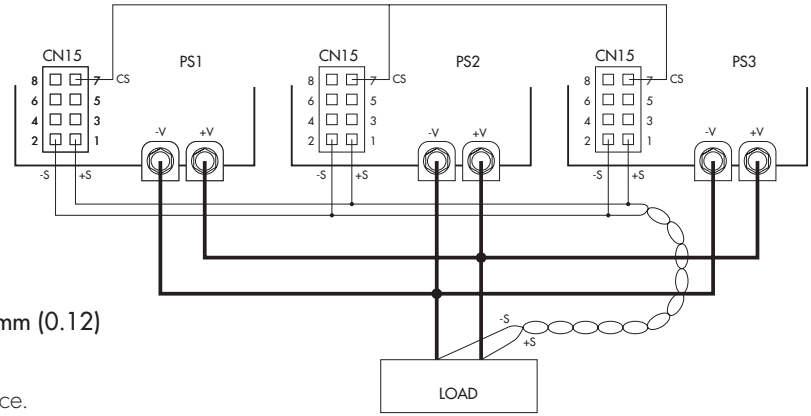 CN15 PS1 CN15 PS2 CN15 PS3
8 7 CS 8 7 CS 8 7 CS
6 5 6 5 6 5
4 3 4 3 4 3
2 1 -V +V 2 1 -V +V 2 1 -V +V
-S +S -S +S -S +S
mm (0.12)
-S
+S
LOAD
ce.